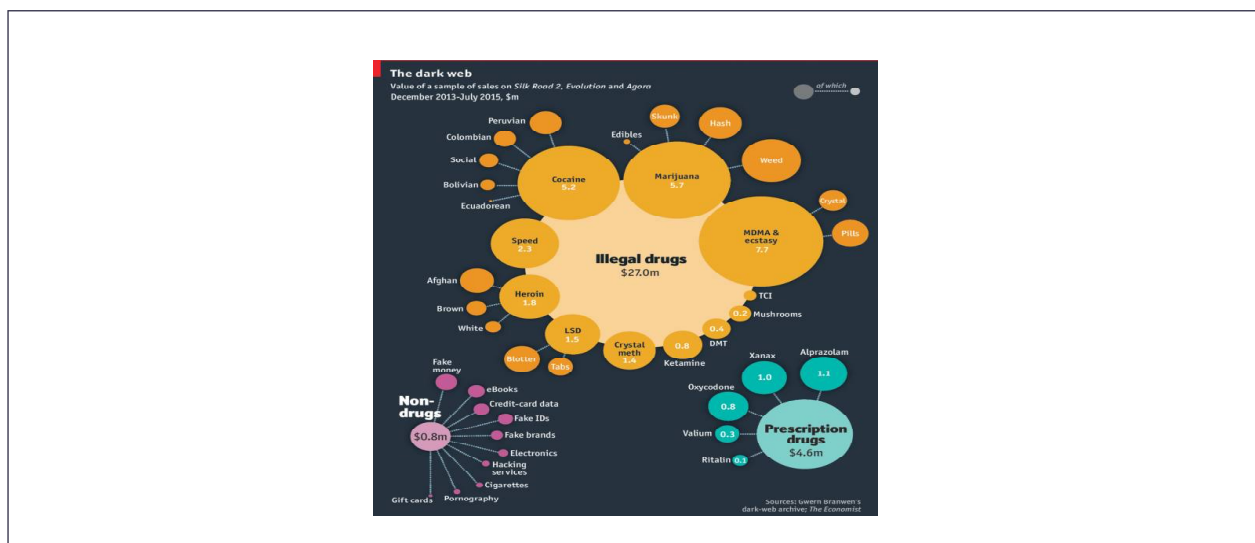 The dark web
Value of a sample of sales on Silk Road 2, Evolution and Agora
December 2013-July 2015, $m
of which
Peruvian
Colombian
Social
Bolivian
Ecuadorean
Cocaine
5.2
Edibles
Skunk
Hash
Weed
Marijuana
5.7
Crystal
Pills
MDMA &
ecstasy
7.7
Speed
2.3
Illegal drugs
$27.0m
Afghan
Brown
White
Heroin
1.8
LSD
1.5
Blotter
Tabs
Crystal
meth
1.4
0.8
Ketamine
0.4
DMT
0.2
Mushrooms
TCI
Fake
money
eBooks
Credit-card data
Fake IDs
Fake brands
Electronics
Hacking
services
Cigarettes
Pornography
Gift cards
Non-
drugs
$0.8m
Xanax
1.0
Alprazolam
1.1
Oxycodone
0.8
Valium
0.3
Ritalin
0.1
Prescription
drugs
$4.6m
Sources: Gwern Branwen's
dark-web archive; The Economist